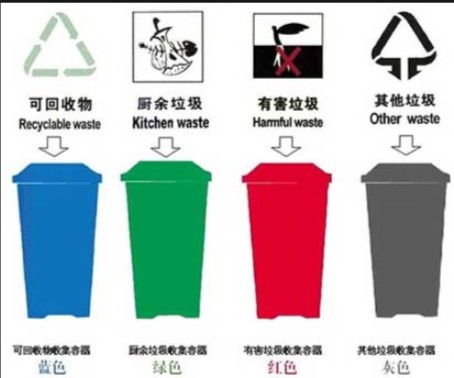 可回收物
Recyclable waste
厨余垃圾
Kitchen waste
有害垃圾
Harmful waste
其他垃圾
Other waste
可回收物收集容器
蓝色
厨余垃圾收集容器
绿色
有害垃圾收集容器
红色
其他垃圾收集容器
灰色